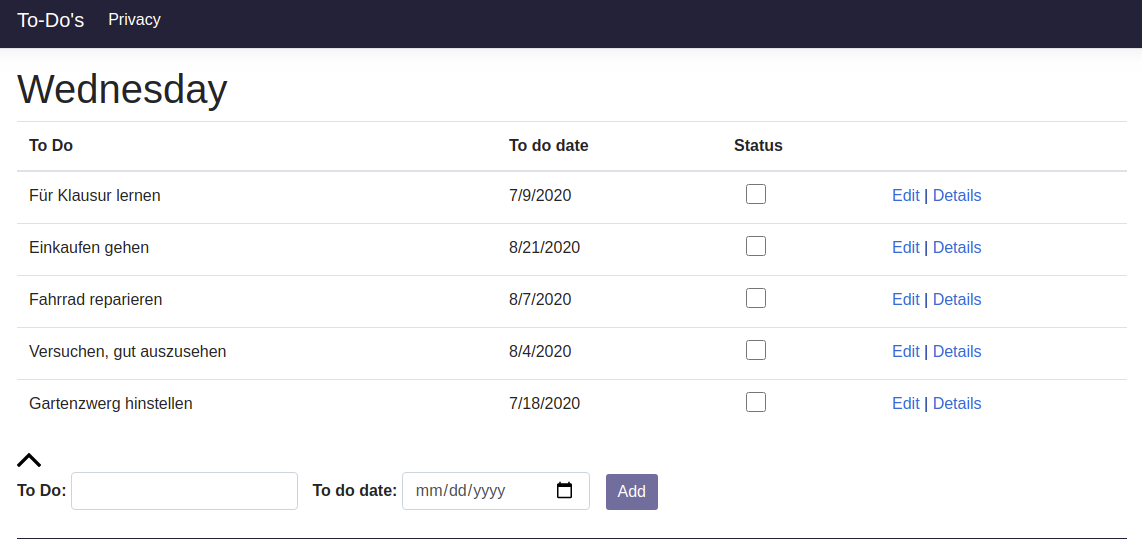 To-Do's Privacy
Wednesday
To Do To do date Status
Für Klausur lernen 7/9/2020 Edit | Details
Einkaufen gehen 8/21/2020 Edit | Details
Fahrrad reparieren 8/7/2020 Edit | Details
Versuchen, gut auszusehen 8/4/2020 Edit | Details
Gartenzwerg hinstellen 7/18/2020 Edit | Details
To Do: To do date: mm/dd/yyyy Add